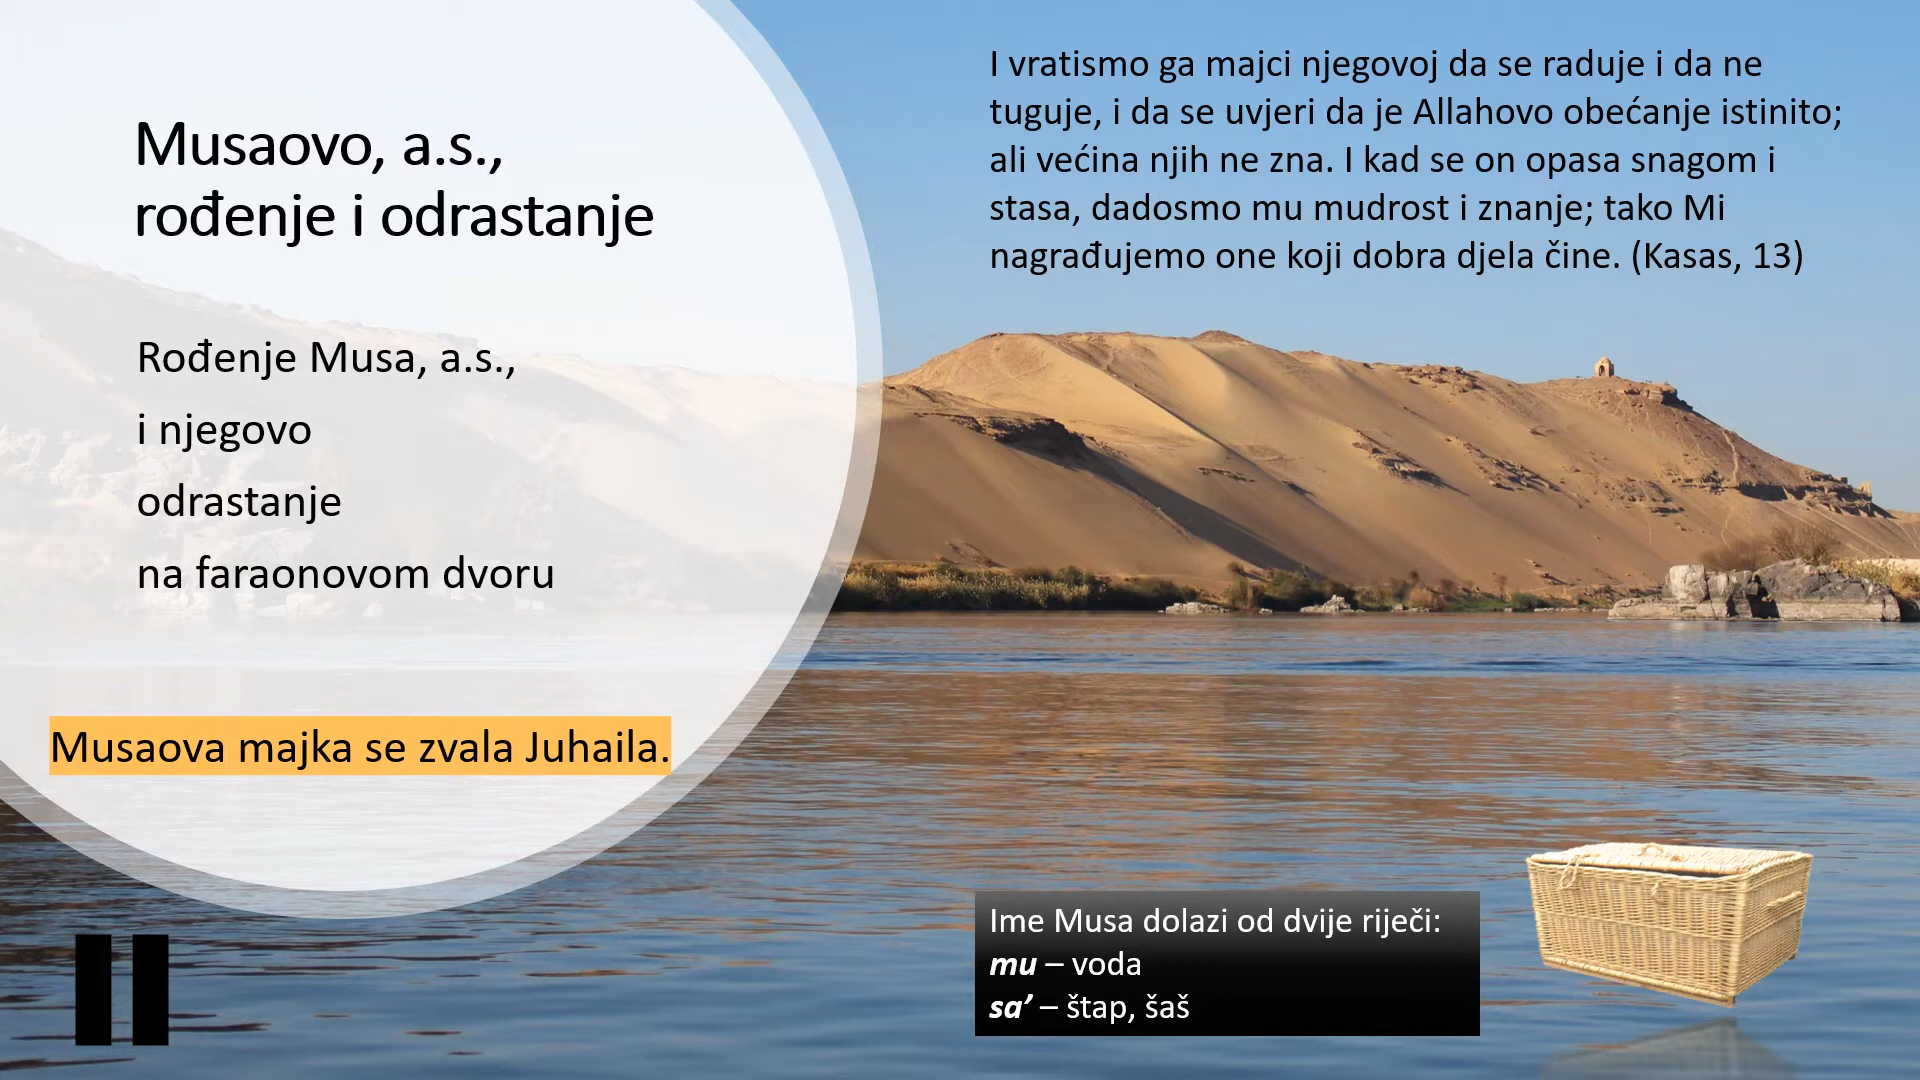 Musaovo, a.s.,
rođenje i odrastanje
Rođenje Musa, a.s.,
i njegovo
odrastanje
na faraonovom dvoru
Musaova majka se zvala Juhaila.
I vratismo ga majci njegovoj da se raduje i da ne
tuguje, i da se uvjeri da je Allahovo obećanje istinito;
ali većina njih ne zna. I kad se on opasa snagom i
stasa, dadosmo mu mudrost i znanje; tako Mi
nagrađujemo one koji dobra djela čine. (Kasas, 13)
Ime Musa dolazi od dvije riječi:
mu – voda
sa’ – štap, šaš